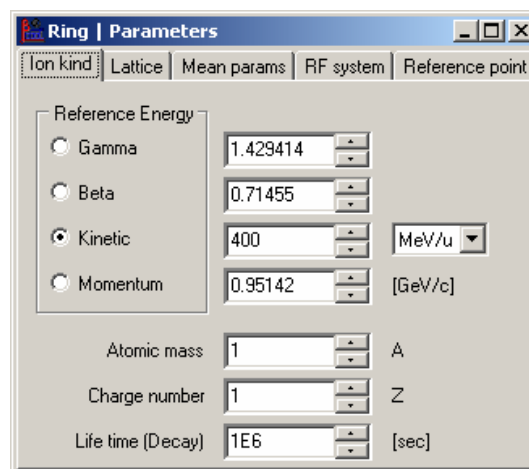 Ring | Parameters
Ion kind Lattice Mean params RF system Reference point
Reference Energy
Gamma 1.429414
Beta 0.71455
Kinetic 400 MeV/u
Momentum 0.95142 [GeV/c]
Atomic mass 1 A
Charge number 1 Z
Life time (Decay) 1E6 [sec]